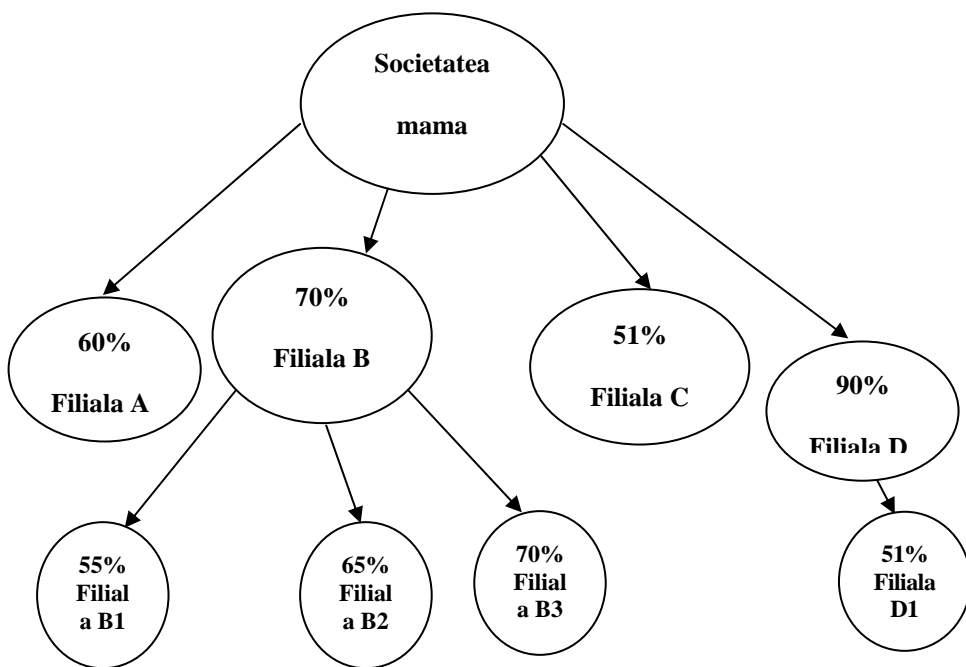 Societatea
mama
60%
Filiala A
70%
Filiala B
51%
Filiala C
90%
Filiala D
55%
Filial
a B1
65%
Filial
a B2
70%
Filial
a B3
51%
Filiala
D1